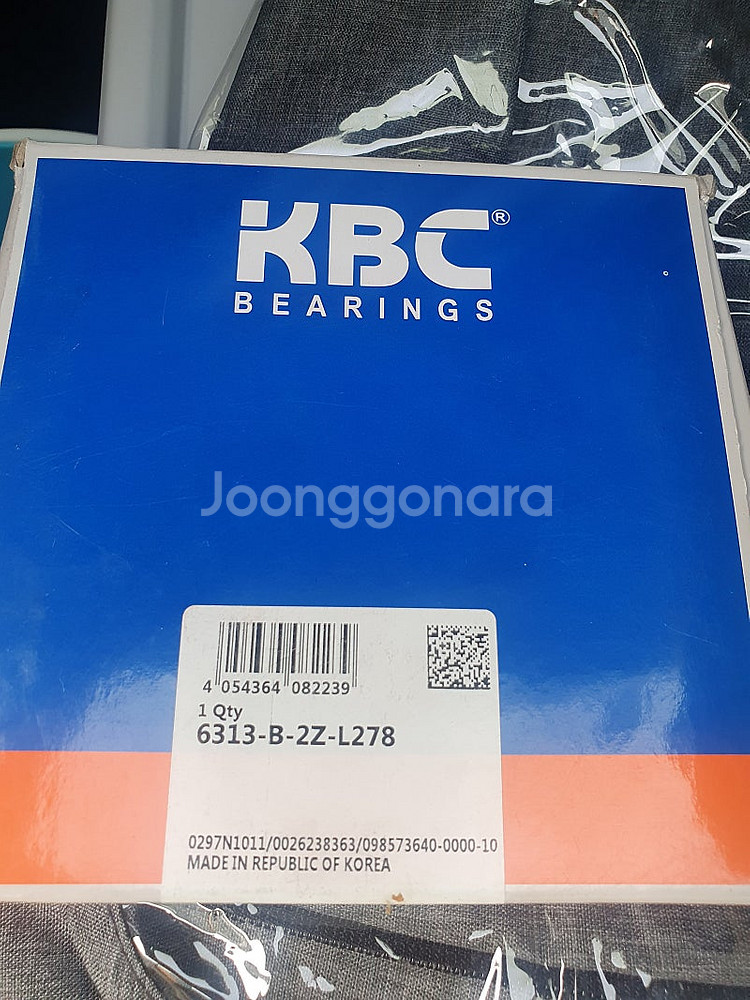 KBC®
BEARINGS
Joonggonara
4 054364 082239
1 Qty
6313-B-2Z-L278
0297N1011/0026238363/098573640-0000-10
MADE IN REPUBLIC OF KOREA